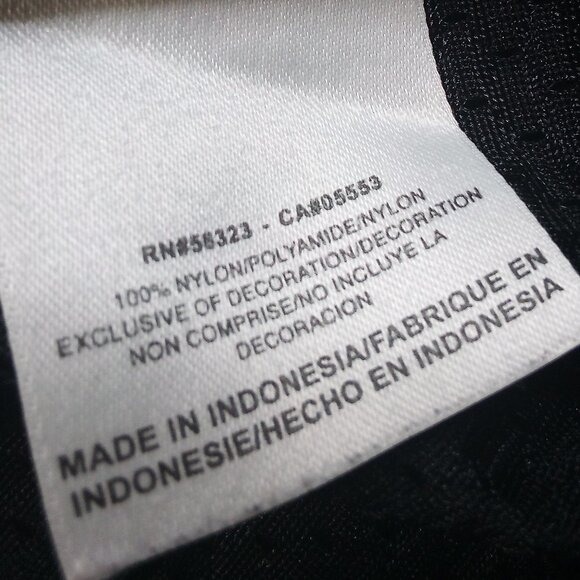 RN#56323 - CA#05553
100% NYLON/POLYAMIDE/NYLON
EXCLUSIVE OF DECORATION/DECORATION
NON COMPRISE/NO INCLUYE LA
DECORACION
MADE IN INDONESIA/FABRIQUE EN
INDONESIE/HECHO EN INDONESIA